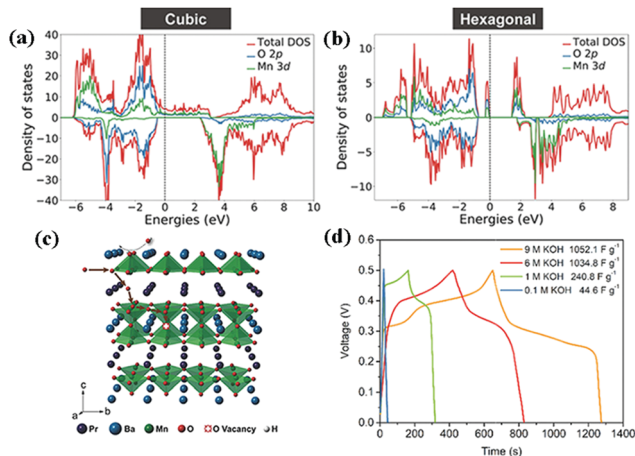 Cubic
Hexagonal
(a)
40
30
20
10
0
−10
−20
−30
−40
Density of states
Total DOS
O 2p
Mn 3d
−6 −4 −2 0 2 4 6 8 10
Energies (eV)
(b)
10
5
0
−5
−10
Density of states
Total DOS
O 2p
Mn 3d
−6 −4 −2 0 2 4 6 8
Energies (eV)
(c)
c
a b
Pr Ba Mn O O Vacancy H
(d)
0.5
0.4
0.3
0.2
0.1
0.0
Voltage (V)
9 M KOH 1052.1 F g⁻¹
6 M KOH 1034.8 F g⁻¹
1 M KOH 240.8 F g⁻¹
0.1 M KOH 44.6 F g⁻¹
0 200 400 600 800 1000 1200 1400
Time (s)